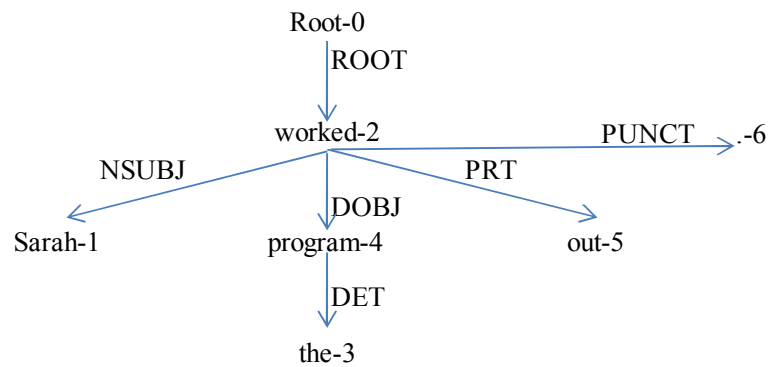 Root-0
ROOT
worked-2
PUNCT
.-6
NSUBJ
PRT
DOBJ
Sarah-1
program-4
out-5
DET
the-3